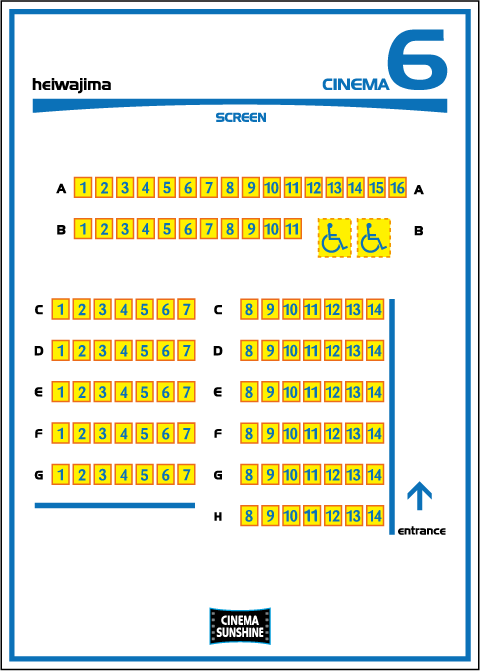 heiwajima
CINEMA 6
SCREEN
A 1 2 3 4 5 6 7 8 9 10 11 12 13 14 15 16 A
B 1 2 3 4 5 6 7 8 9 10 11 B
C 1 2 3 4 5 6 7 C 8 9 10 11 12 13 14
D 1 2 3 4 5 6 7 D 8 9 10 11 12 13 14
E 1 2 3 4 5 6 7 E 8 9 10 11 12 13 14
F 1 2 3 4 5 6 7 F 8 9 10 11 12 13 14
G 1 2 3 4 5 6 7 G 8 9 10 11 12 13 14
H 8 9 10 11 12 13 14
entrance
CINEMA
SUNSHINE